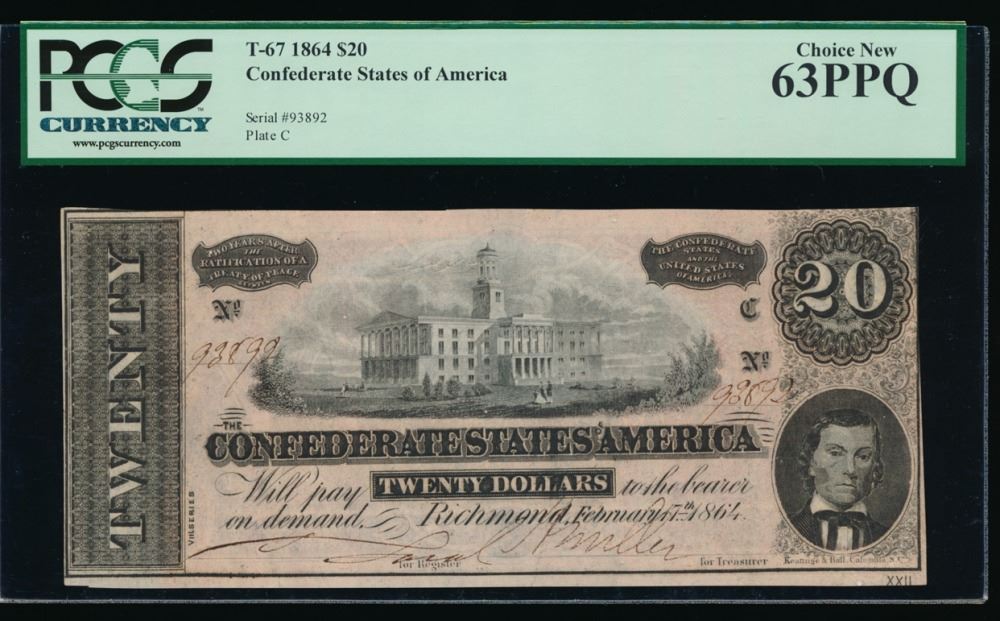 PCGS
CURRENCY
TM
www.pcgscurrency.com
T-67 1864 $20
Confederate States of America
Serial #93892
Plate C
Choice New
63PPQ
TWENTY
TWO YEARS AFTER
THE
RATIFICATION OF A
TREATY OF PEACE
BETWEEN
THE CONFEDERATE
STATES
AND THE
UNITED STATES
OF AMERICA
20
No
C
93892
No
93892
THE
CONFEDERATE STATES AMERICA
Will pay TWENTY DOLLARS to the bearer
on demand.
Richmond, February 17th 1864.
VIII.SERIES
for Register
for Treasurer
Keatinge & Ball, Columbia, S.C.
XXII